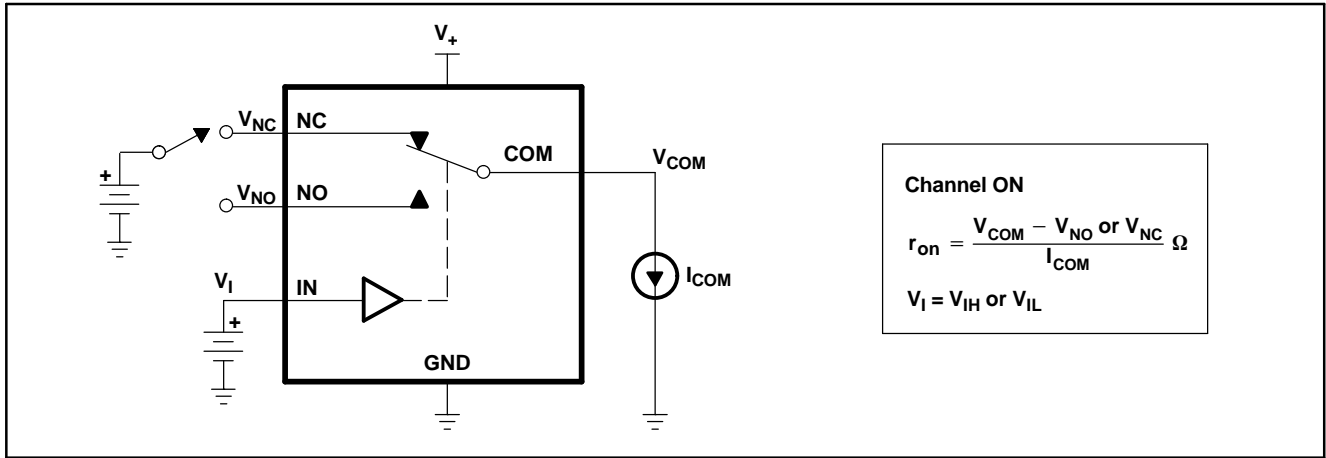 V+
VNC NC
COM
VCOM
VNO NO
+
VI
IN
+
ICOM
GND
Channel ON
ron = VCOM − VNO or VNC / ICOM Ω
VI = VIH or VIL